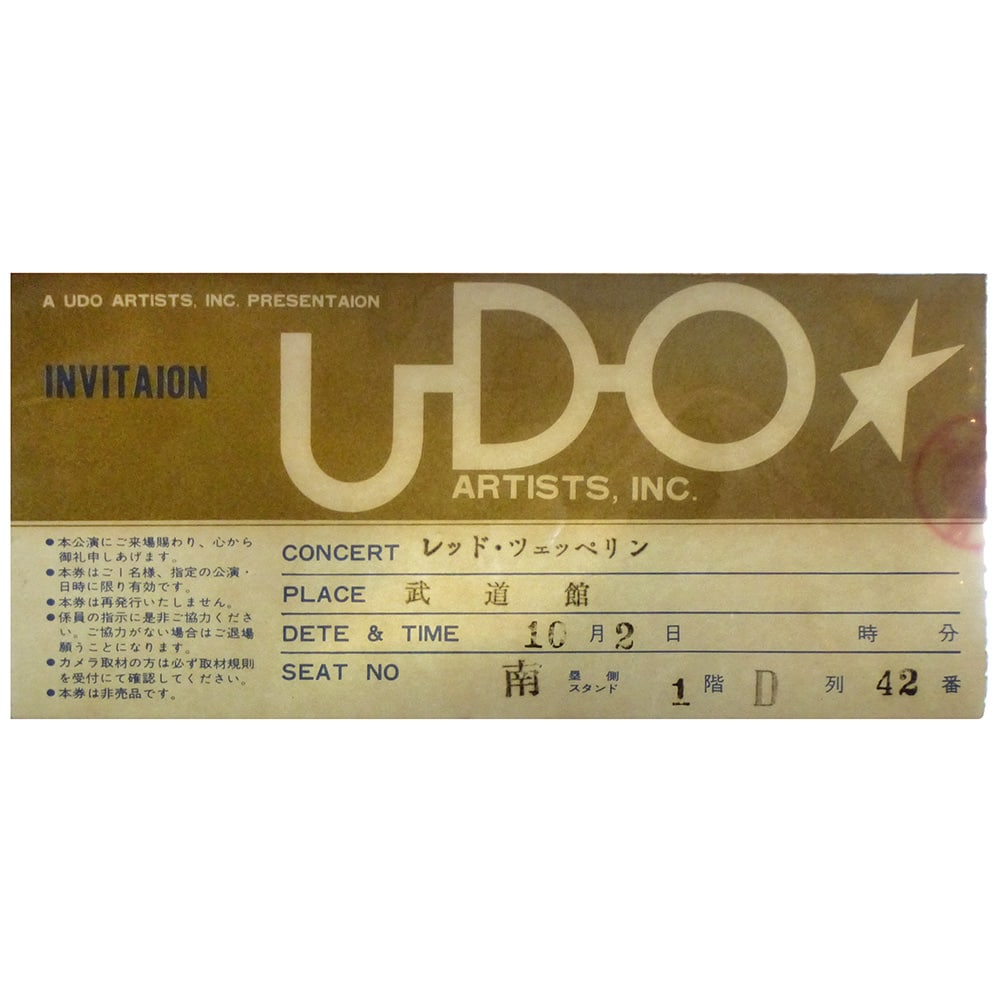 A UDO ARTISTS, INC. PRESENTAION
INVITAION
UDO
ARTISTS, INC.
●本公演にご来場賜わり、心から
御礼申しあげます。
●本券はご1名様、指定の公演・
日時に限り有効です。
●本券は再発行いたしません。
●係員の指示に是非ご協力くださ
い。ご協力がない場合はご退場
願うことになります。
●カメラ取材の方は必ず取材規則
を受付にて確認してください。
●本券は非売品です。
CONCERT レッド・ツェッペリン
PLACE 武道館
DETE & TIME 10月2日 時 分
SEAT NO 南 塁側 スタンド 1階 D列 42番